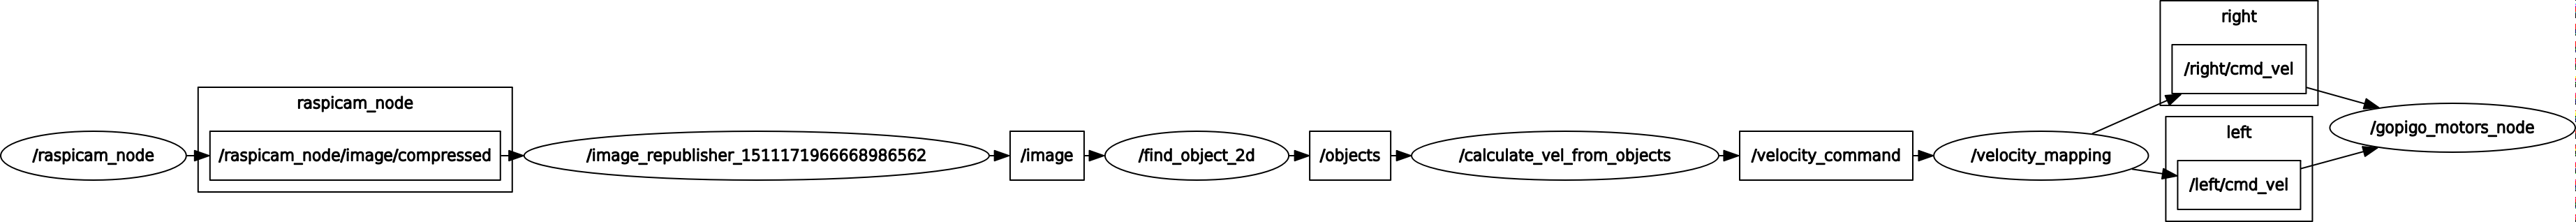 /raspicam_node
raspicam_node
/raspicam_node/image/compressed
/image_republisher_1511171966668986562
/image
/find_object_2d
/objects
/calculate_vel_from_objects
/velocity_command
/velocity_mapping
right
/right/cmd_vel
left
/left/cmd_vel
/gopigo_motors_node